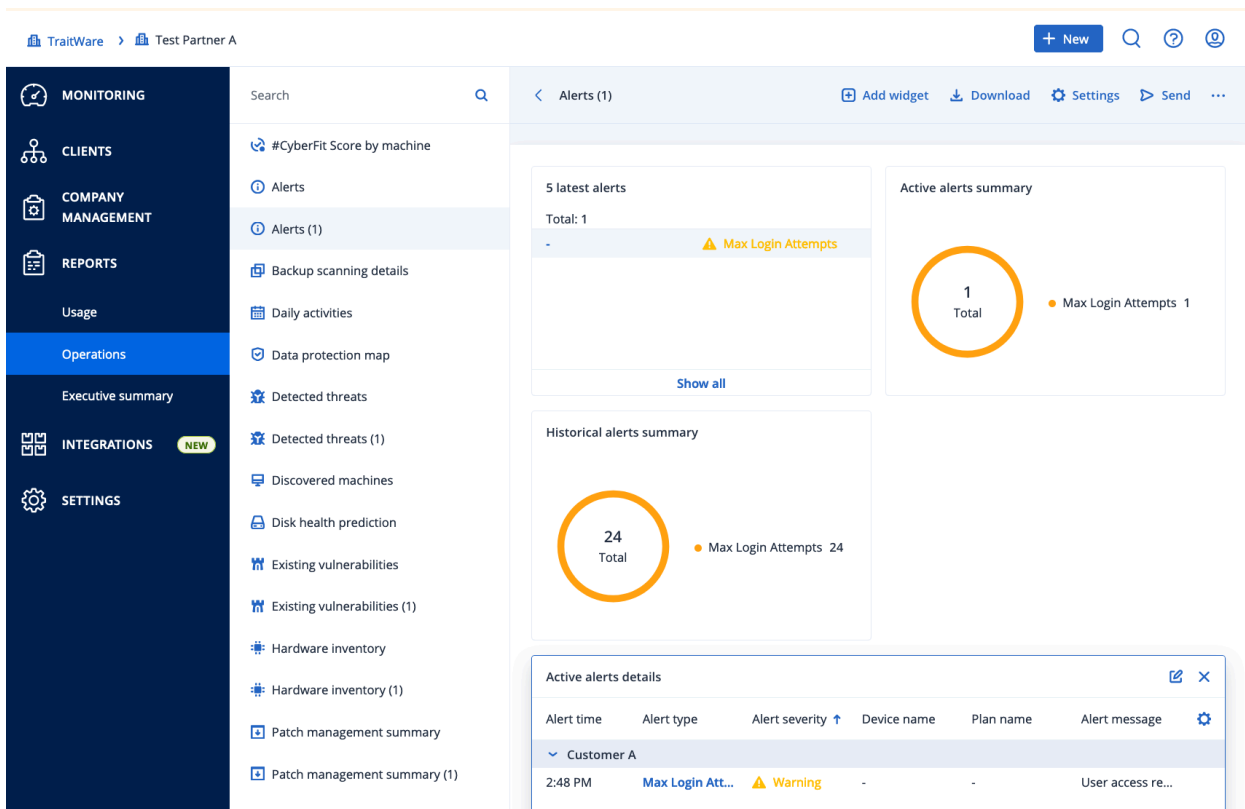 TraitWare > Test Partner A
+ New
MONITORING
CLIENTS
COMPANY
MANAGEMENT
REPORTS
Usage
Operations
Executive summary
INTEGRATIONS NEW
SETTINGS
Search
#CyberFit Score by machine
Alerts
Alerts (1)
Backup scanning details
Daily activities
Data protection map
Detected threats
Detected threats (1)
Discovered machines
Disk health prediction
Existing vulnerabilities
Existing vulnerabilities (1)
Hardware inventory
Hardware inventory (1)
Patch management summary
Patch management summary (1)
Alerts (1) Add widget Download Settings Send ...
5 latest alerts
Total: 1
- Max Login Attempts
Show all
Active alerts summary
1
Total
Max Login Attempts 1
Historical alerts summary
24
Total
Max Login Attempts 24
Active alerts details
Alert time Alert type Alert severity ↑ Device name Plan name Alert message
Customer A
2:48 PM Max Login Att... Warning - - User access re...